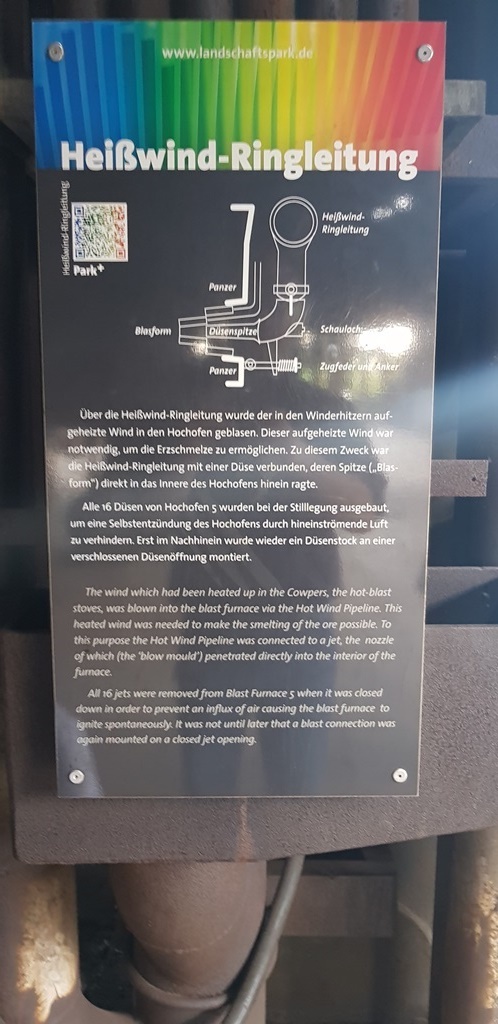 www.landschaftspark.de
Heißwind-Ringleitung
Heißwind-Ringleitung
Park+
Heißwind-
Ringleitung
Panzer
Blasform
Düsenspitze
Schauloch
Panzer
Zugfeder und Anker
Über die Heißwind-Ringleitung wurde der in den Winderhitzern auf-
geheizte Wind in den Hochofen geblasen. Dieser aufgeheizte Wind war
notwendig, um die Erzschmelze zu ermöglichen. Zu diesem Zweck war
die Heißwind-Ringleitung mit einer Düse verbunden, deren Spitze („Blas-
form") direkt in das Innere des Hochofens hinein ragte.
Alle 16 Düsen von Hochofen 5 wurden bei der Stilllegung ausgebaut,
um eine Selbstentzündung des Hochofens durch hineinströmende Luft
zu verhindern. Erst im Nachhinein wurde wieder ein Düsenstock an einer
verschlossenen Düsenöffnung montiert.
The wind which had been heated up in the Cowpers, the hot-blast
stoves, was blown into the blast furnace via the Hot Wind Pipeline. This
heated wind was needed to make the smelting of the ore possible. To
this purpose the Hot Wind Pipeline was connected to a jet, the nozzle
of which (the 'blow mould') penetrated directly into the interior of the
furnace.
All 16 jets were removed from Blast Furnace 5 when it was closed
down in order to prevent an influx of air causing the blast furnace to
ignite spontaneously. It was not until later that a blast connection was
again mounted on a closed jet opening.